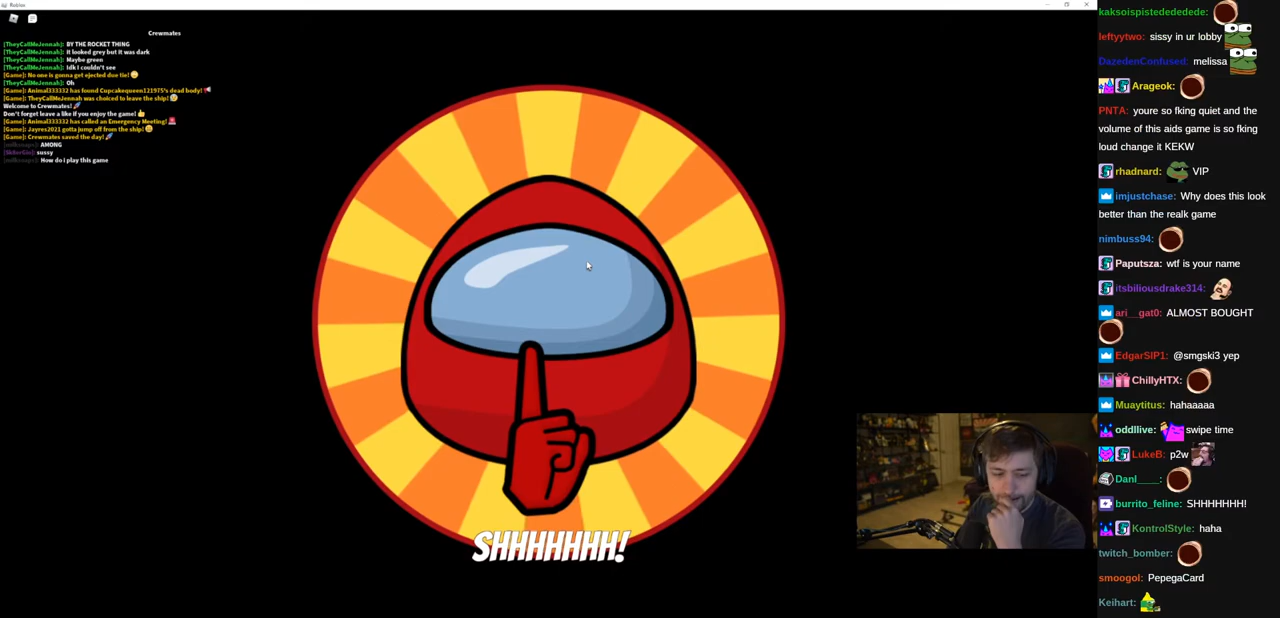 Roblox
Crewmates
[TheyCallMeJennah]: BY THE ROCKET THING
[TheyCallMeJennah]: It looked grey but it was dark
[TheyCallMeJennah]: Maybe green
[TheyCallMeJennah]: Idk I couldn't see
[Game]: No one is gonna get ejected due tie!
[TheyCallMeJennah]: Oh
[Game]: Animal333332 has found Cupcakequeen121975's dead body!
[Game]: TheyCallMeJennah was choiced to leave the ship!
Welcome to Crewmates!
Don't forget leave a like if you enjoy the game!
[Game]: Animal333332 has called an Emergency Meeting!
[Game]: Jayres2021 gotta jump off from the ship!
[Game]: Crewmates saved the day!
AMONG
sussy
How do i play this game
SHHHHHHH!
kaksoispistedededede:
leftyytwo: sissy in ur lobby
DazedenConfused: melissa
Arageok:
PNTA: youre so fking quiet and the
volume of this aids game is so fking
loud change it KEKW
rhadnard: VIP
imjustchase: Why does this look
better than the realk game
nimbuss94:
Paputsza: wtf is your name
itsbiliousdrake314:
ari__gat0: ALMOST BOUGHT
EdgarSIP1: @smgski3 yep
ChillyHTX:
Muaytitus: hahaaaaa
oddllive: swipe time
LukeB: p2w
Danl____:
burrito_feline: SHHHHHHH!
KontrolStyle: haha
twitch_bomber:
smoogol: PepegaCard
Keihart: